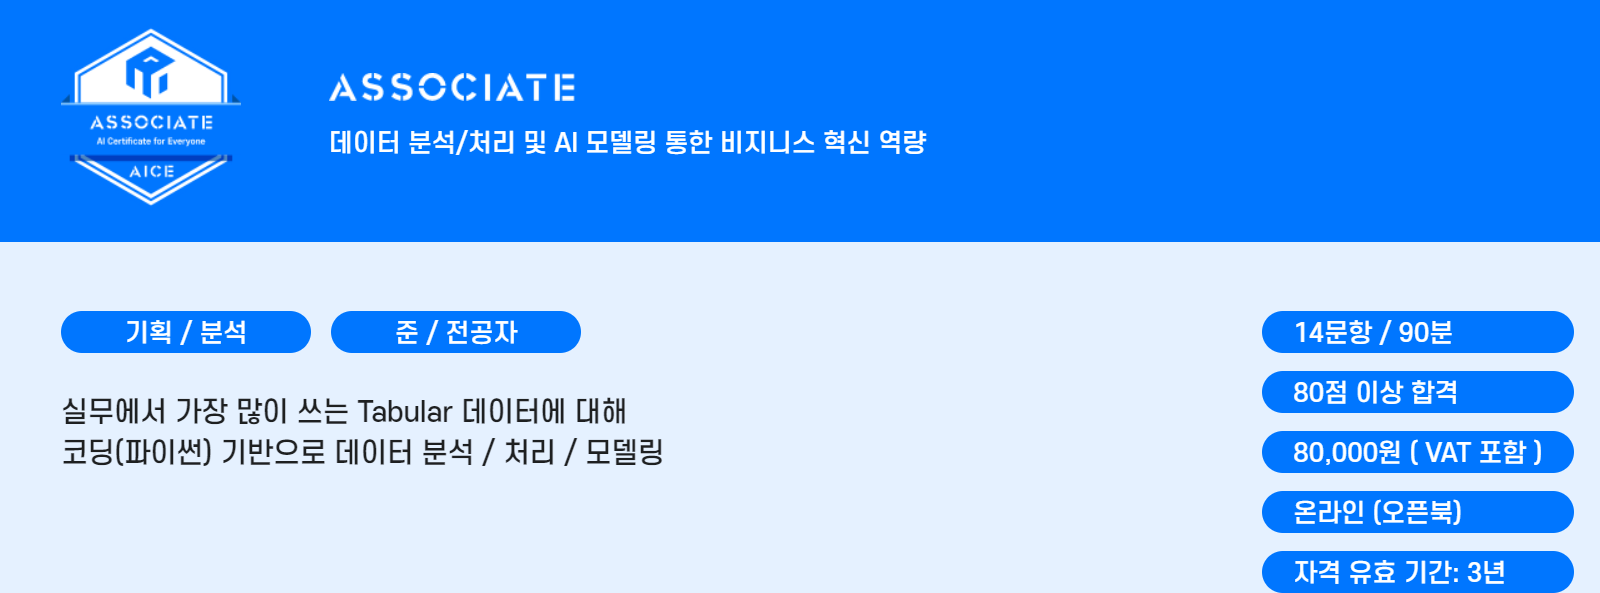 ASSOCIATE
AI Certificate for Everyone
AICE
ASSOCIATE
데이터 분석/처리 및 AI 모델링 통한 비지니스 혁신 역량
기획 / 분석
준 / 전공자
실무에서 가장 많이 쓰는 Tabular 데이터에 대해
코딩(파이썬) 기반으로 데이터 분석 / 처리 / 모델링
14문항 / 90분
80점 이상 합격
80,000원 ( VAT 포함 )
온라인 (오픈북)
자격 유효 기간: 3년